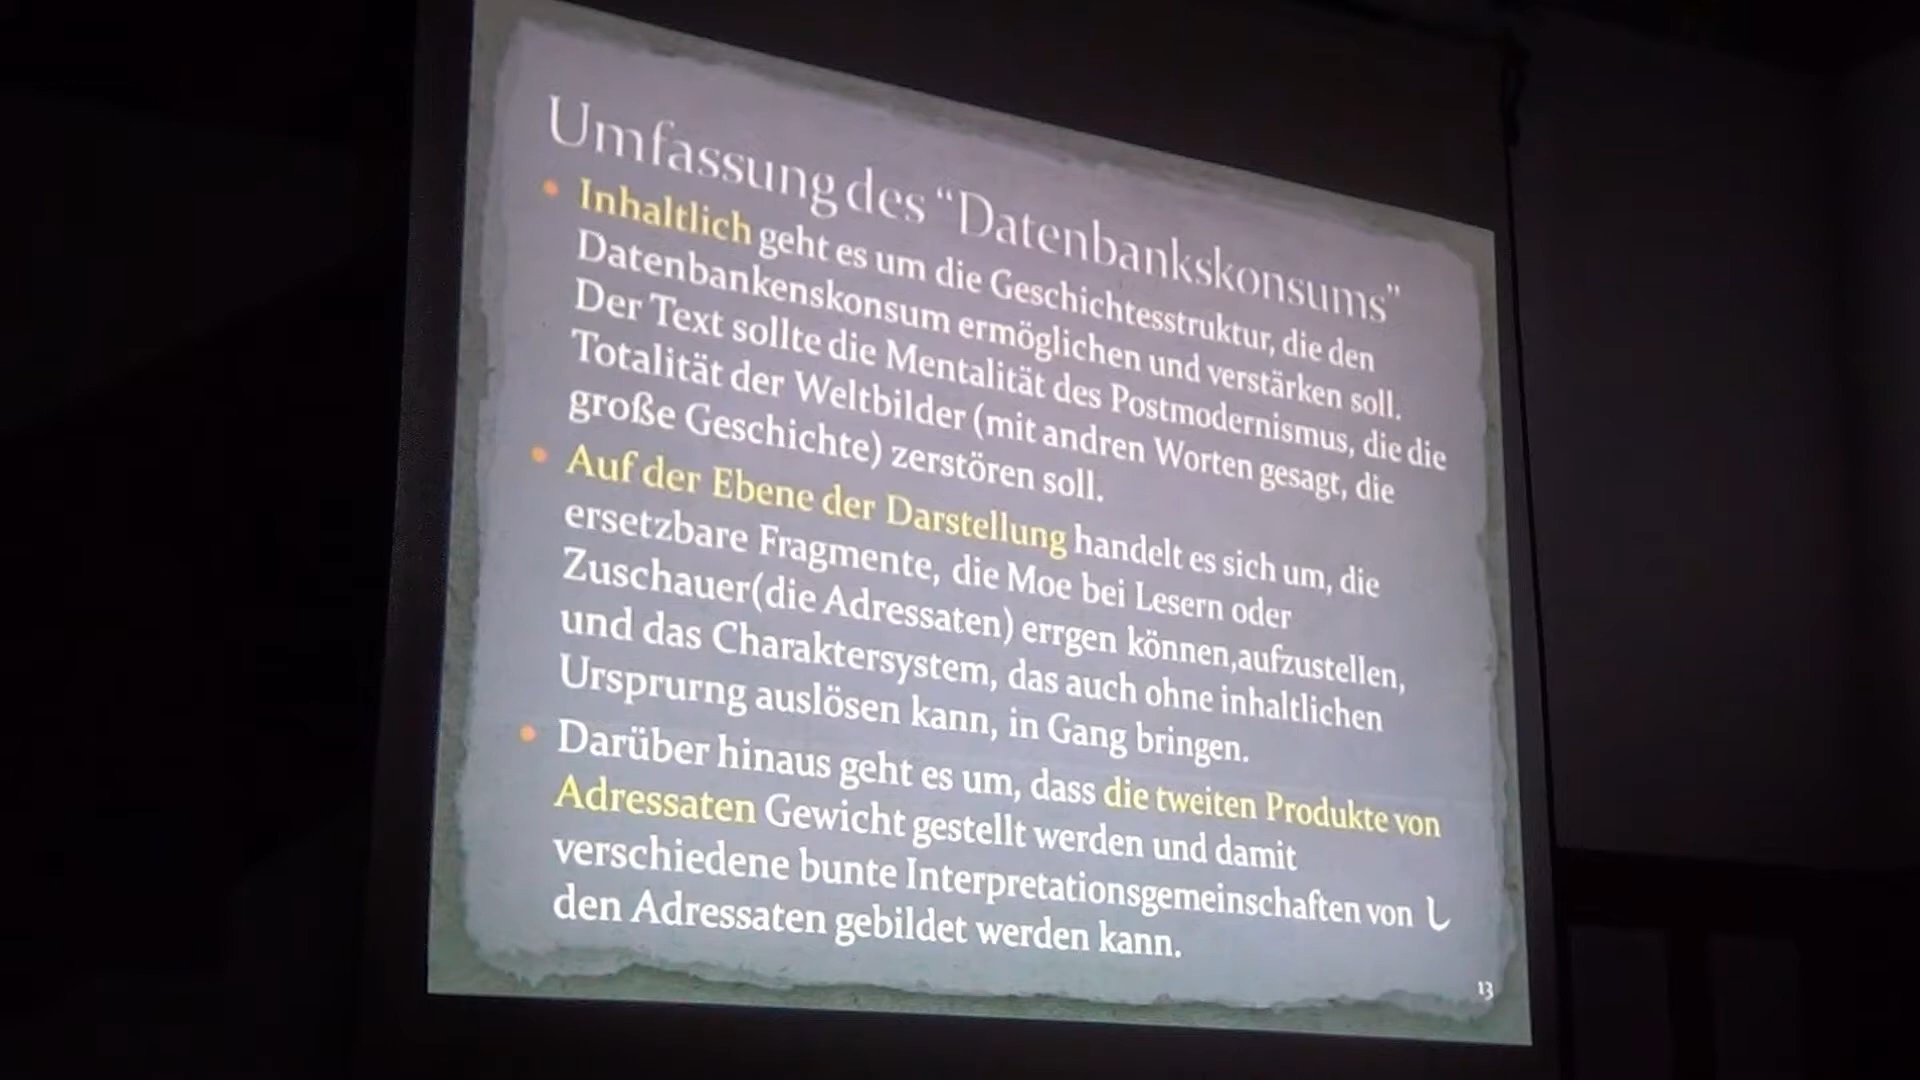 Umfassung des “Datenbankskonsums”
• Inhaltlich geht es um die Geschichtesstruktur, die den
Datenbankenskonsum ermöglichen und verstärken soll.
Der Text sollte die Mentalität des Postmodernismus, die die
Totalität der Weltbilder (mit andren Worten gesagt, die
große Geschichte) zerstören soll.
• Auf der Ebene der Darstellung handelt es sich um, die
ersetzbare Fragmente, die Moe bei Lesern oder
Zuschauer(die Adressaten) errgen können,aufzustellen,
und das Charaktersystem, das auch ohne inhaltlichen
Ursprurng auslösen kann, in Gang bringen.
• Darüber hinaus geht es um, dass die tweiten Produkte von
Adressaten Gewicht gestellt werden und damit
verschiedene bunte Interpretationsgemeinschaften von し
den Adressaten gebildet werden kann.
13